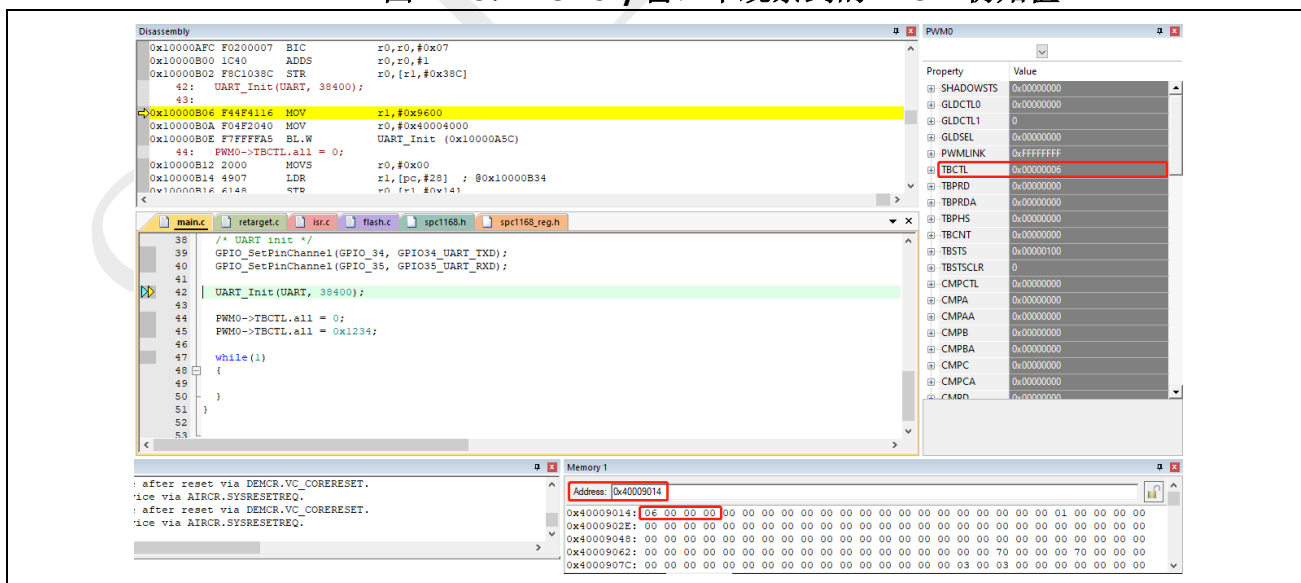 Disassembly
0x10000AFC F0200007 BIC r0,r0,#0x07
0x10000B00 1C40 ADDS r0,r0,#1
0x10000B02 F8C1038C STR r0,[r1,#0x38C]
42: UART_Init(UART, 38400);
43:
0x10000B06 F44F4116 MOV r1,#0x9600
0x10000B0A F04F2040 MOV r0,#0x40004000
0x10000B0E F7FFFFA5 BL.W UART_Init (0x10000A5C)
44: PWM0->TBCTL.all = 0;
0x10000B12 2000 MOVS r0,#0x00
0x10000B14 4907 LDR r1,[pc,#28] ; @0x10000B34
0x10000B16 6148 STR r0,[r1,#0x14]
main.c retarget.c isr.c flash.c spc1168.h spc1168_reg.h
38 /* UART init */
39 GPIO_SetPinChannel(GPIO_34, GPIO34_UART_TXD);
40 GPIO_SetPinChannel(GPIO_35, GPIO35_UART_RXD);
41
42 UART_Init(UART, 38400);
43
44 PWM0->TBCTL.all = 0;
45 PWM0->TBCTL.all = 0x1234;
46
47 while(1)
48 {
49
50 }
51 }
52
53
PWM0
Property Value
SHADOWSTS 0x00000000
GLDCTL0 0x00000000
GLDCTL1 0
GLDSEL 0x00000000
PWMLINK 0xFFFFFFFF
TBCTL 0x00000006
TBPRD 0x00000000
TBPRDA 0x00000000
TBPHS 0x00000000
TBCNT 0x00000000
TBSTS 0x00000100
TBSTSCLR 0
CMPCTL 0x00000000
CMPA 0x00000000
CMPAA 0x00000000
CMPB 0x00000000
CMPBA 0x00000000
CMPC 0x00000000
CMPCA 0x00000000
CMPD 0x00000000
after reset via DEMCR.VC_CORERESET.
ice via AIRCR.SYSRESETREQ.
after reset via DEMCR.VC_CORERESET.
ice via AIRCR.SYSRESETREQ.
Memory 1
Address: 0x40009014
0x40009014: 06 00 00 00 00 00 00 00 00 00 00 00 00 00 00 00 00 00 00 00 00 01 00 00 00 00
0x4000902E: 00 00 00 00 00 00 00 00 00 00 00 00 00 00 00 00 00 00 00 00 00 00 00 00 00 00
0x40009048: 00 00 00 00 00 00 00 00 00 00 00 00 00 00 00 00 00 00 00 00 00 00 00 00 00 00
0x40009062: 00 00 00 00 00 00 00 00 00 00 00 00 00 00 00 00 00 00 70 00 00 00 70 00 00 00
0x4000907C: 00 00 00 00 00 00 00 00 00 00 00 00 00 00 00 00 03 00 03 00 00 00 00 00 00 00